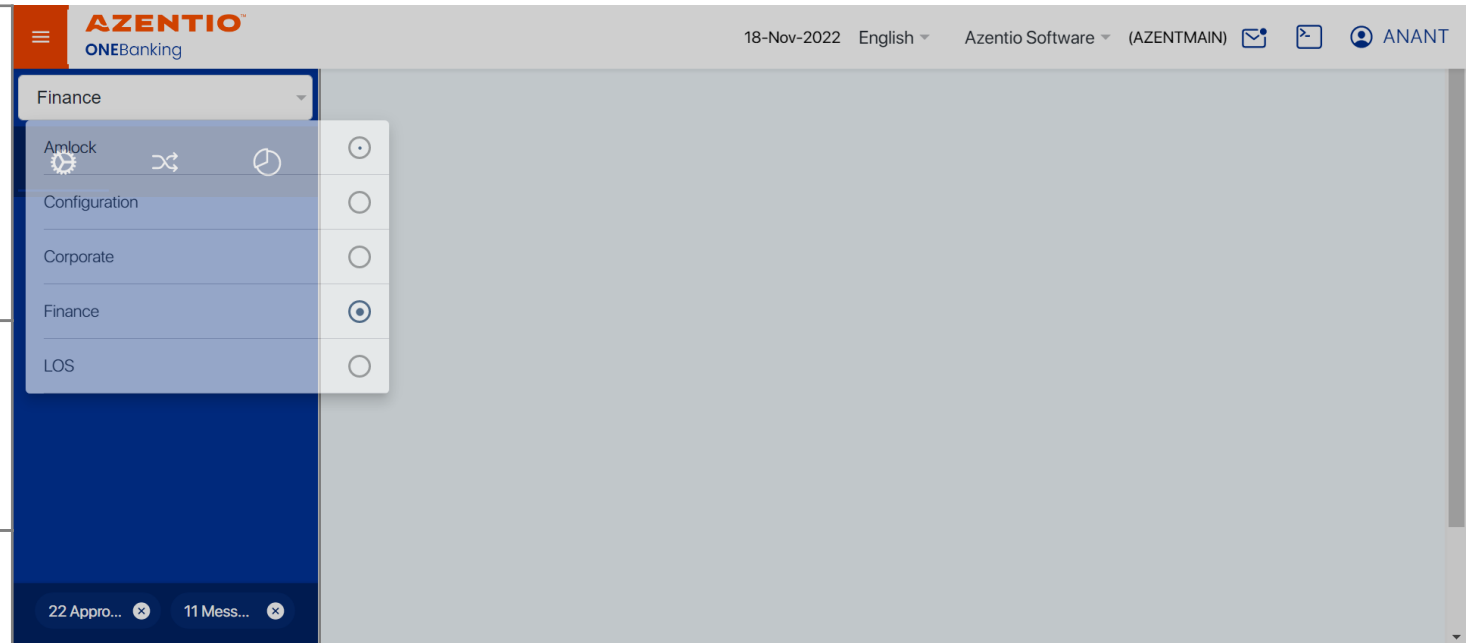 AZENTIO™
ONEBanking
18-Nov-2022 English Azentio Software (AZENTMAIN) ANANT
Finance
Amlock
Configuration
Corporate
Finance
LOS
22 Appro... 11 Mess...